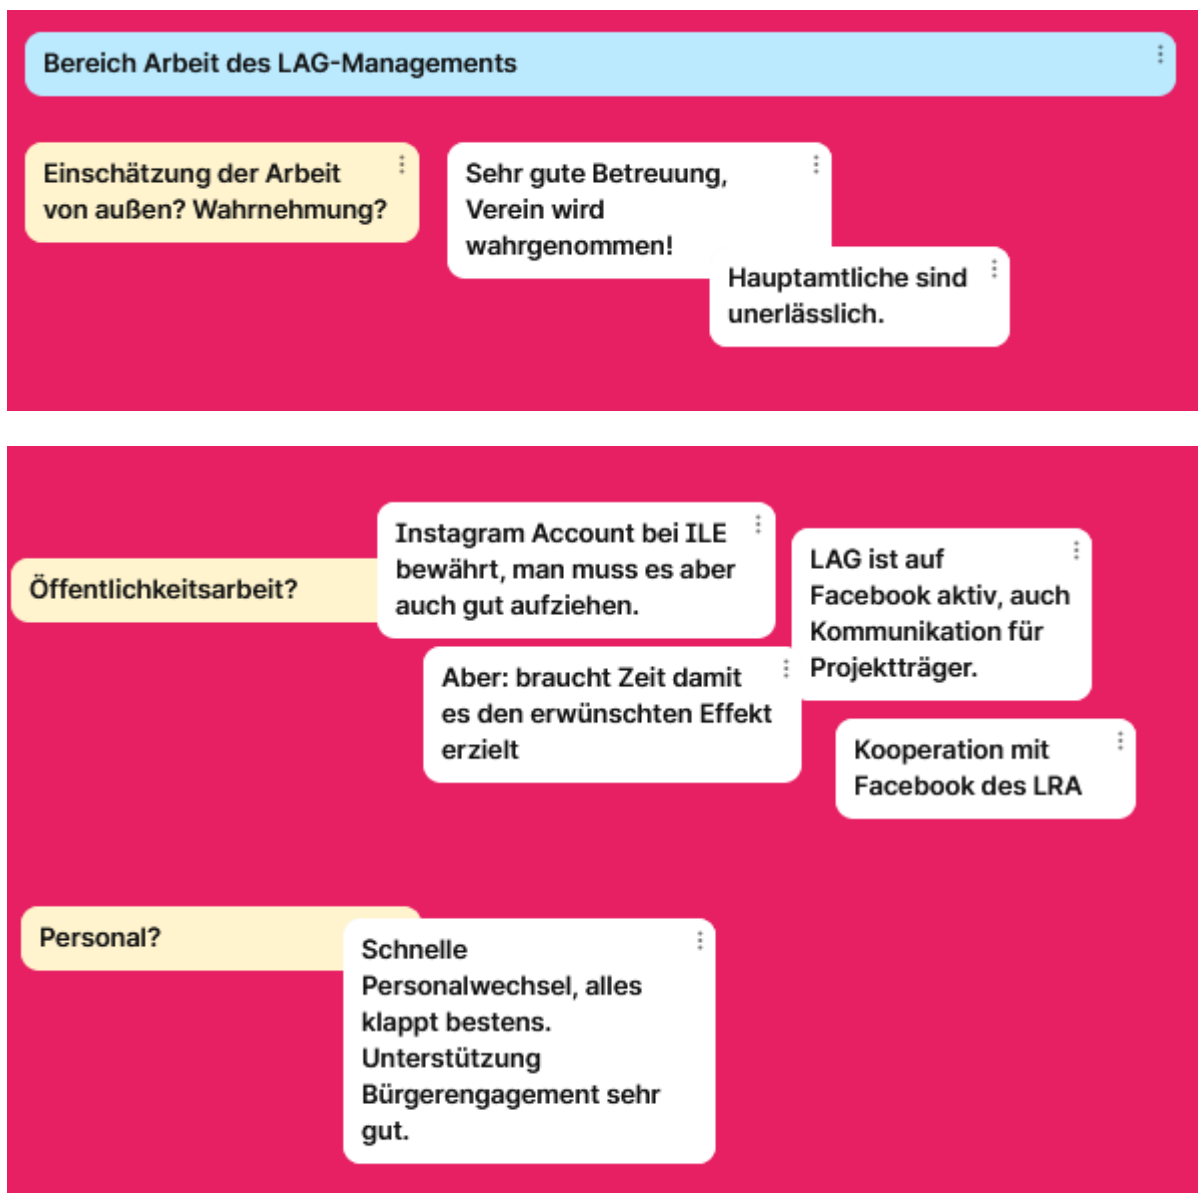 Bereich Arbeit des LAG-Managements
Einschätzung der Arbeit
von außen? Wahrnehmung?
Sehr gute Betreuung,
Verein wird
wahrgenommen!
Hauptamtliche sind
unerlässlich.
Öffentlichkeitsarbeit?
Instagram Account bei ILE
bewährt, man muss es aber
auch gut aufziehen.
LAG ist auf
Facebook aktiv, auch
Kommunikation für
Projektträger.
Aber: braucht Zeit damit
es den erwünschten Effekt
erzielt
Kooperation mit
Facebook des LRA
Personal?
Schnelle
Personalwechsel, alles
klappt bestens.
Unterstützung
Bürgerengagement sehr
gut.